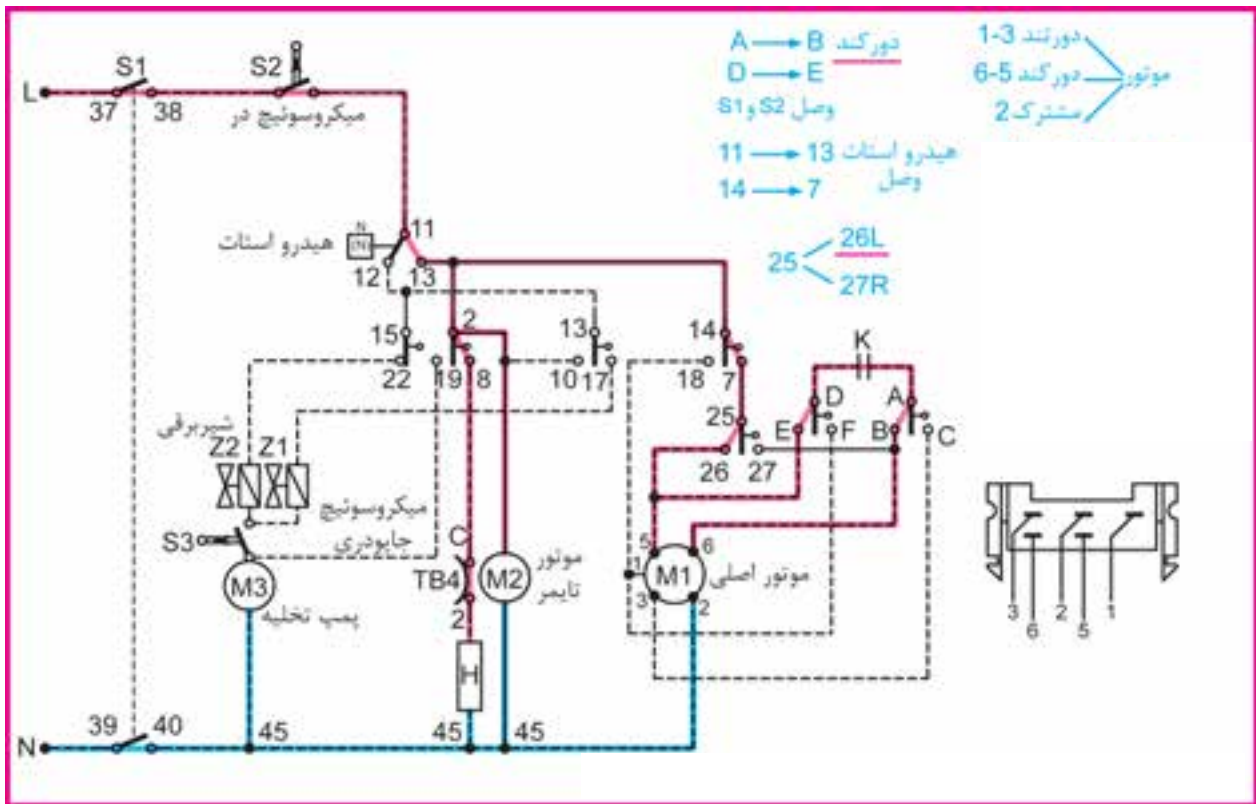 A → B دورکند
D → E
وصل S1 و S2
11 → 13 هیدرو استات
14 → 7 وصل
25
26L
27R
دورتند 1-3
دورکند 6-5
مشترک 2
موتور
L
S1
37
38
S2
میکروسوئیچ در
هیدرو استات
N
(N)
11
12
13
15
22
2
19
8
13
10
17
14
18
7
25
26
27
K
D
A
E
F
B
C
شیربرقی
Z2
Z1
میکروسوئیچ
جابودری
S3
M3
پمپ تخلیه
C
TB4
2
H
M2
موتور
تایمر
5
6
1
M1
3
2
موتور اصلی
3
6
2
5
1
N
39
40
45
45
45